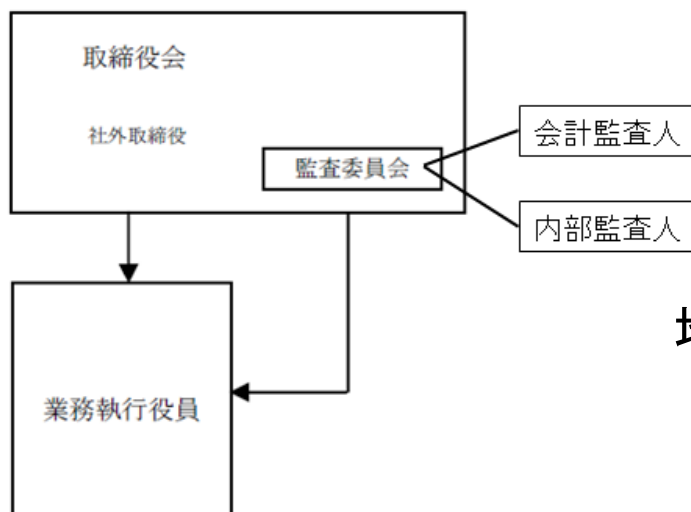 取締役会
社外取締役
監査委員会
会計監査人
内部監査人
業務執行役員